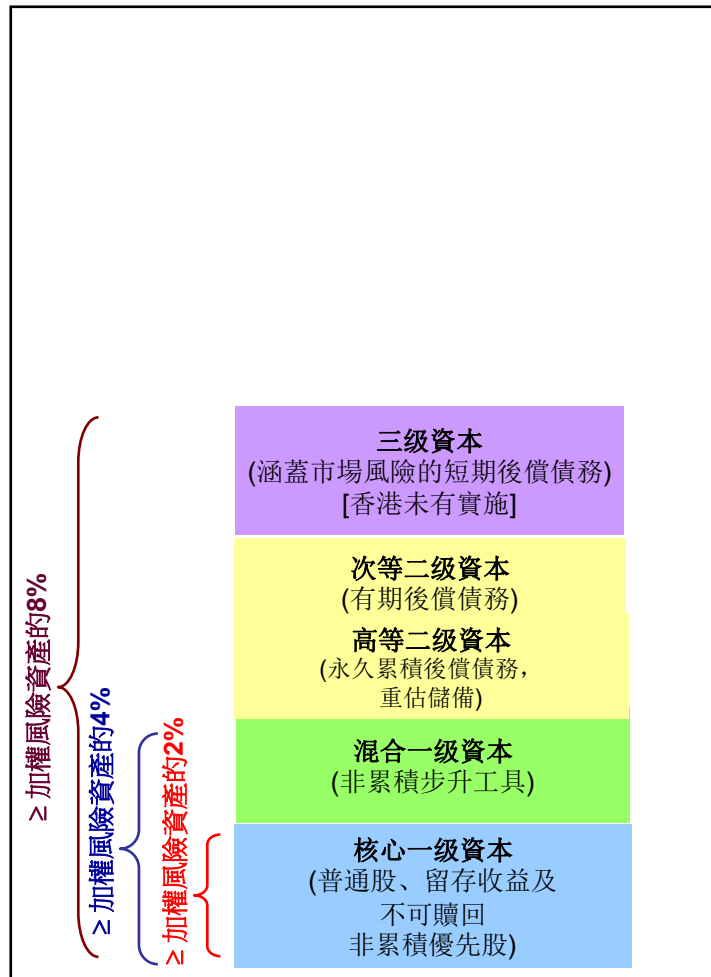 三级資本
(涵蓋市場風險的短期後償債務)
[香港未有實施]
次等二级資本
(有期後償債務)
高等二级資本
(永久累積後償債務,
重估儲備)
混合一级資本
(非累積步升工具)
核心一级資本
(普通股、留存收益及
不可贖回
非累積優先股)
≥ 加權風險資產的8%
≥ 加權風險資產的4%
≥ 加權風險資產的2%